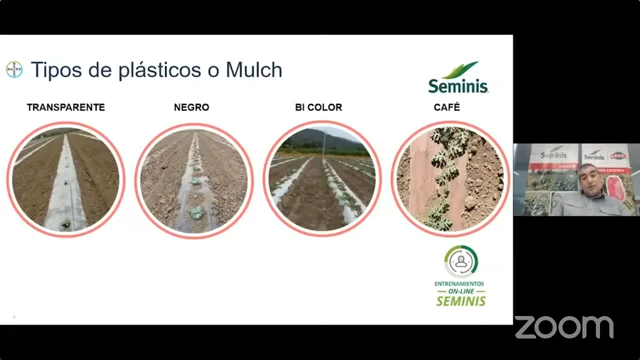 Tipos de plásticos o Mulch
Seminis
TRANSPARENTE
NEGRO
BI COLOR
CAFÉ
ENTRENAMIENTOS
ON-LINE
SEMINIS
zoom